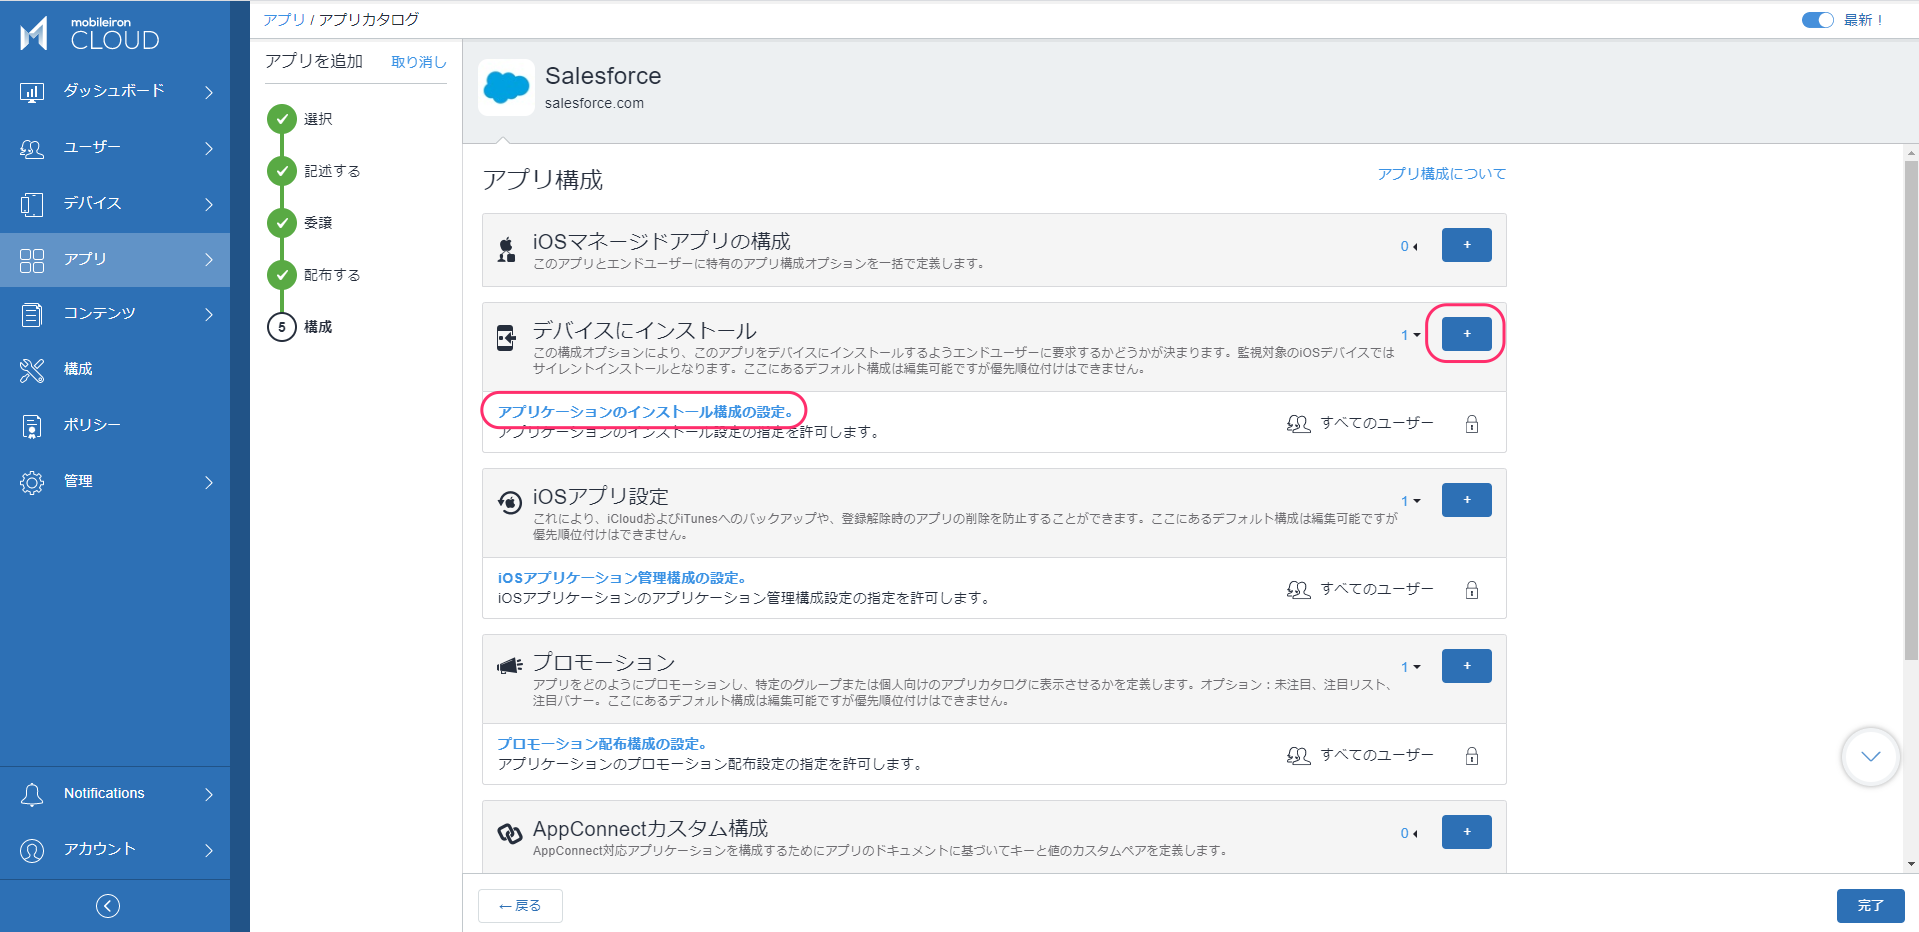 mobileiron
CLOUD
ダッシュボード
ユーザー
デバイス
アプリ
コンテンツ
構成
ポリシー
管理
Notifications
アカウント
アプリ / アプリカタログ
最新！
アプリを追加
取り消し
選択
記述する
委譲
配布する
5 構成
Salesforce
salesforce.com
アプリ構成
アプリ構成について
iOSマネージドアプリの構成
このアプリとエンドユーザーに特有のアプリ構成オプションを一括で定義します。
0
+
デバイスにインストール
この構成オプションにより、このアプリをデバイスにインストールするようエンドユーザーに要求するかどうかが決まります。監視対象のiOSデバイスでは
サイレントインストールとなります。ここにあるデフォルト構成は編集可能ですが優先順位付けはできません。
1
+
アプリケーションのインストール構成の設定。
アプリケーションのインストール設定の指定を許可します。
すべてのユーザー
iOSアプリ設定
これにより、iCloudおよびiTunesへのバックアップや、登録解除時のアプリの削除を防止することができます。ここにあるデフォルト構成は編集可能ですが
優先順位付けはできません。
1
+
iOSアプリケーション管理構成の設定。
iOSアプリケーションのアプリケーション管理構成設定の指定を許可します。
すべてのユーザー
プロモーション
アプリをどのようにプロモーションし、特定のグループまたは個人向けのアプリカタログに表示させるかを定義します。オプション：未注目、注目リスト、
注目バナー。ここにあるデフォルト構成は編集可能ですが優先順位付けはできません。
1
+
プロモーション配布構成の設定。
アプリケーションのプロモーション配布設定の指定を許可します。
すべてのユーザー
AppConnectカスタム構成
AppConnect対応アプリケーションを構成するためにアプリのドキュメントに基づいてキーと値のカスタムペアを定義します。
0
+
←戻る
完了